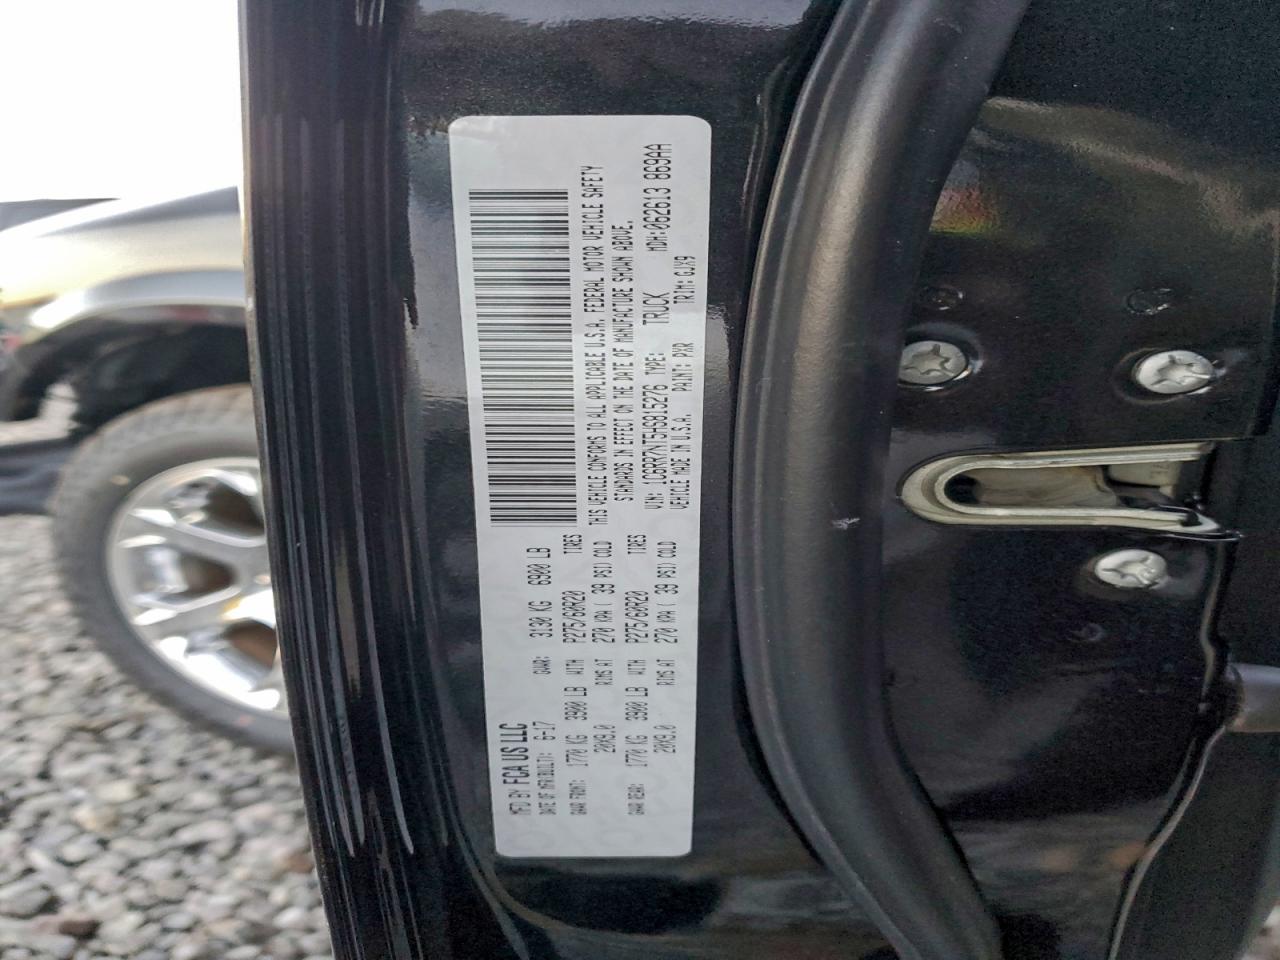 MFD BY FCA US LLC
DATE OF MFR(BUILT): 6-17 GVWR: 3130 KG 6900 LB
GAWR FRONT: 1770 KG 3900 LB WITH P275/60R20 TIRES
20X9.0 RIMS AT 270 KPA ( 39 PSI) COLD
GAWR REAR: 1770 KG 3900 LB WITH P275/60R20 TIRES
20X9.0 RIMS AT 270 KPA ( 39 PSI) COLD
THIS VEHICLE CONFORMS TO ALL APPLICABLE U.S.A. FEDERAL MOTOR VEHICLE SAFETY
STANDARDS IN EFFECT ON THE DATE OF MANUFACTURE SHOWN ABOVE.
VIN: 1C6RR7NT5HS815276 TYPE: TRUCK MDH:062613 869AA
VEHICLE MADE IN U.S.A. PAINT: PXR TRIM: GJX9